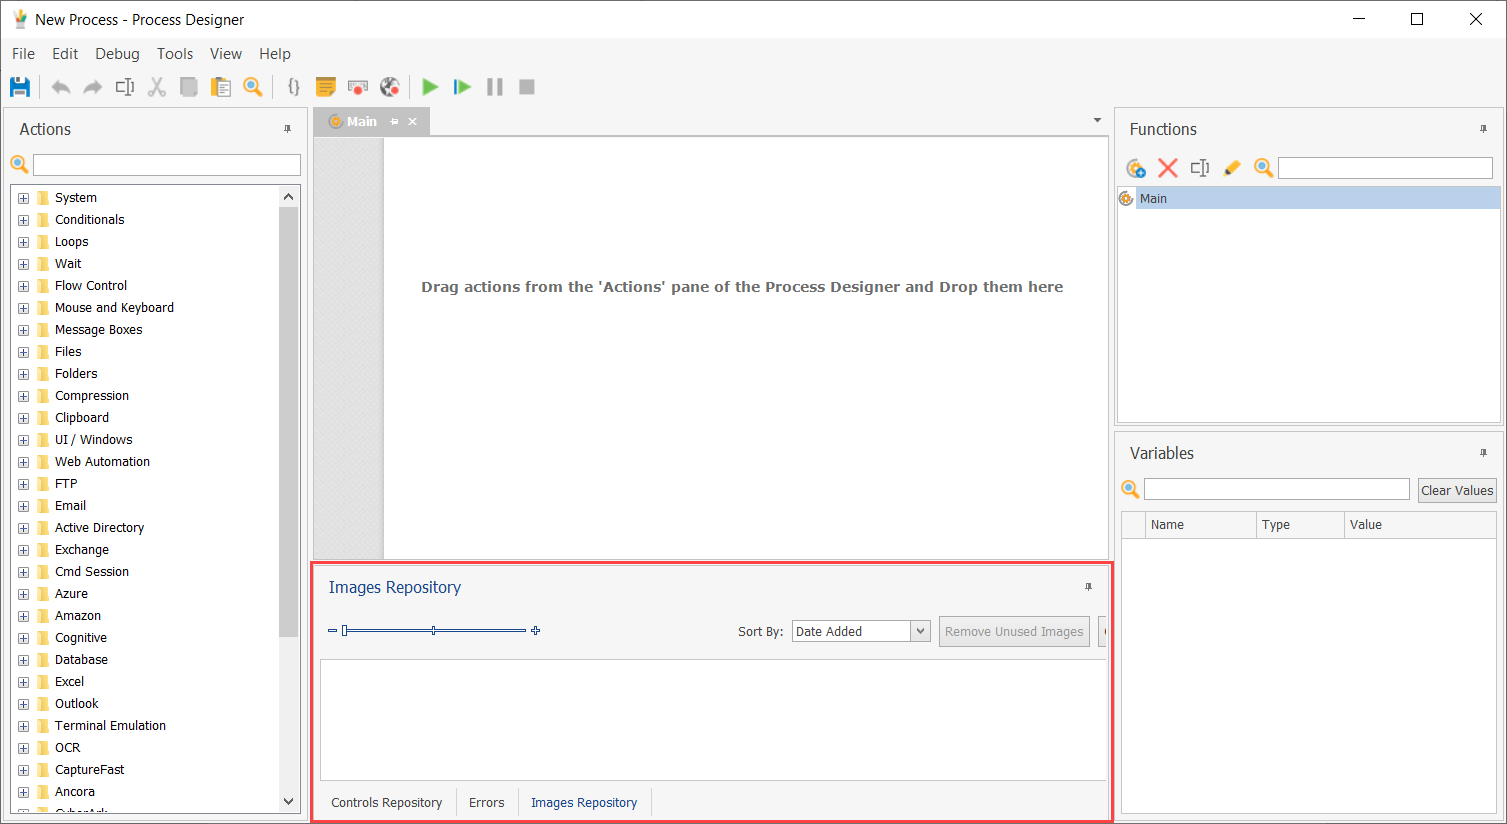 New Process - Process Designer
File Edit Debug Tools View Help
Actions
System
Conditionals
Loops
Wait
Flow Control
Mouse and Keyboard
Message Boxes
Files
Folders
Compression
Clipboard
UI / Windows
Web Automation
FTP
Email
Active Directory
Exchange
Cmd Session
Azure
Amazon
Cognitive
Database
Excel
Outlook
Terminal Emulation
OCR
CaptureFast
Ancora
Main
Drag actions from the 'Actions' pane of the Process Designer and Drop them here
Images Repository
Sort By: Date Added Remove Unused Images
Controls Repository Errors Images Repository
Functions
Main
Variables
Clear Values
Name Type Value